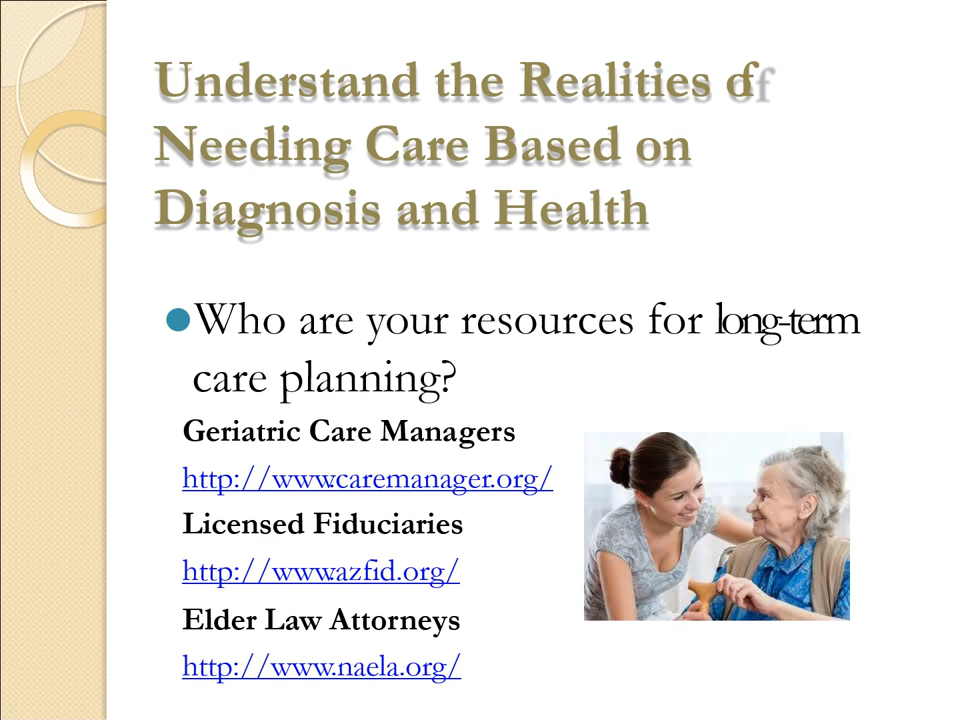 Understand the Realities of
Needing Care Based on
Diagnosis and Health
Who are your resources for long-term
care planning?
Geriatric Care Managers
http://www.caremanager.org/
Licensed Fiduciaries
http://www.azfid.org/
Elder Law Attorneys
http://www.naela.org/